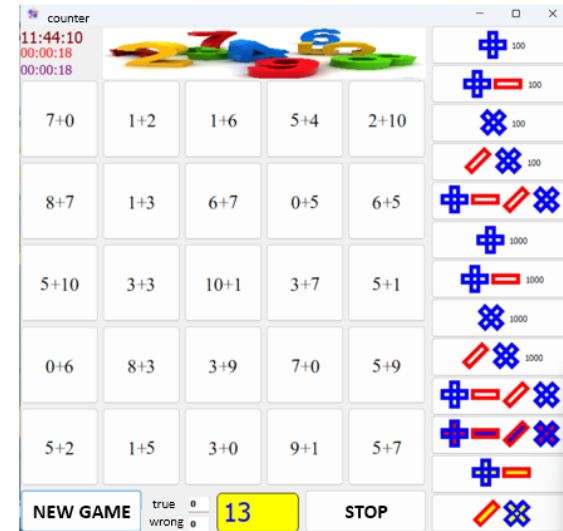 counter
11:44:10
00:00:18
00:00:18
100
100
7+0 1+2 1+6 5+4 2+10
100
100
8+7 1+3 6+7 0+5 6+5
1000
5+10 3+3 10+1 3+7 5+1
1000
1000
0+6 8+3 3+9 7+0 5+9
1000
5+2 1+5 3+0 9+1 5+7
NEW GAME
true 0
wrong 0
13
STOP